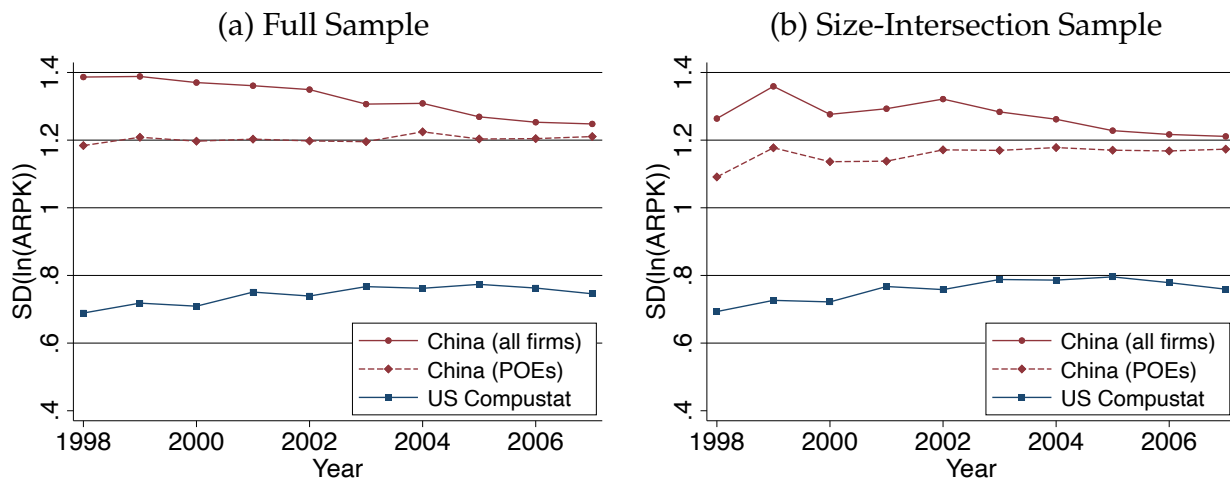 (a) Full Sample
SD(ln(ARPK))
1.4
1.2
1
.8
.6
.4
China (all firms)
China (POEs)
US Compustat
1998 2000 2002 2004 2006
Year
(b) Size-Intersection Sample
SD(ln(ARPK))
1.4
1.2
1
.8
.6
.4
China (all firms)
China (POEs)
US Compustat
1998 2000 2002 2004 2006
Year